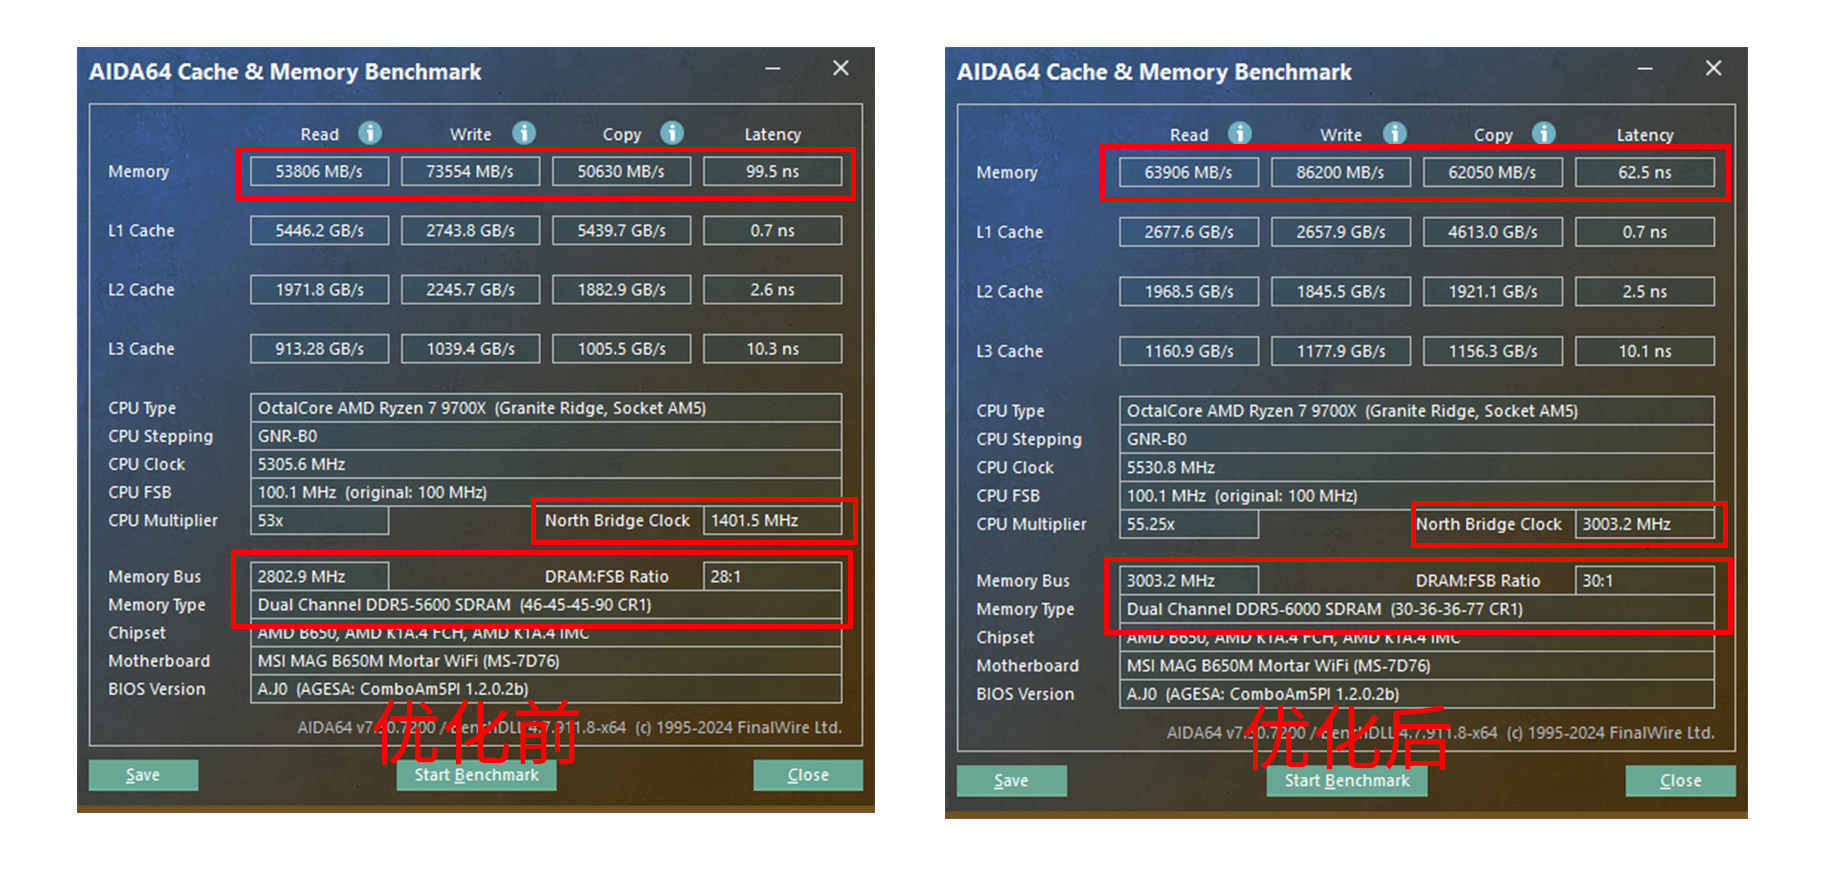 AIDA64 Cache & Memory Benchmark
Read Write Copy Latency
Memory 53806 MB/s 73554 MB/s 50630 MB/s 99.5 ns
L1 Cache 5446.2 GB/s 2743.8 GB/s 5439.7 GB/s 0.7 ns
L2 Cache 1971.8 GB/s 2245.7 GB/s 1882.9 GB/s 2.6 ns
L3 Cache 913.28 GB/s 1039.4 GB/s 1005.5 GB/s 10.3 ns
CPU Type OctalCore AMD Ryzen 7 9700X (Granite Ridge, Socket AM5)
CPU Stepping GNR-B0
CPU Clock 5305.6 MHz
CPU FSB 100.1 MHz (original: 100 MHz)
CPU Multiplier 53x North Bridge Clock 1401.5 MHz
Memory Bus 2802.9 MHz DRAM:FSB Ratio 28:1
Memory Type Dual Channel DDR5-5600 SDRAM (46-45-45-90 CR1)
Chipset AMD B650, AMD K1A.4 FCH, AMD K1A.4 IMC
Motherboard MSI MAG B650M Mortar WiFi (MS-7D76)
BIOS Version A.J0 (AGESA: ComboAm5PI 1.2.0.2b)
优化前
AIDA64 / BenchDLL 4.7.911.8-x64 (c) 1995-2024 FinalWire Ltd.
Save Start Benchmark Close
AIDA64 Cache & Memory Benchmark
Read Write Copy Latency
Memory 63906 MB/s 86200 MB/s 62050 MB/s 62.5 ns
L1 Cache 2677.6 GB/s 2657.9 GB/s 4613.0 GB/s 0.7 ns
L2 Cache 1968.5 GB/s 1845.5 GB/s 1921.1 GB/s 2.5 ns
L3 Cache 1160.9 GB/s 1177.9 GB/s 1156.3 GB/s 10.1 ns
CPU Type OctalCore AMD Ryzen 7 9700X (Granite Ridge, Socket AM5)
CPU Stepping GNR-B0
CPU Clock 5530.8 MHz
CPU FSB 100.1 MHz (original: 100 MHz)
CPU Multiplier 55.25x North Bridge Clock 3003.2 MHz
Memory Bus 3003.2 MHz DRAM:FSB Ratio 30:1
Memory Type Dual Channel DDR5-6000 SDRAM (30-36-36-77 CR1)
Chipset AMD B650, AMD K1A.4 FCH, AMD K1A.4 IMC
Motherboard MSI MAG B650M Mortar WiFi (MS-7D76)
BIOS Version A.J0 (AGESA: ComboAm5PI 1.2.0.2b)
优化后
AIDA64 / BenchDLL 4.7.911.8-x64 (c) 1995-2024 FinalWire Ltd.
Save Start Benchmark Close